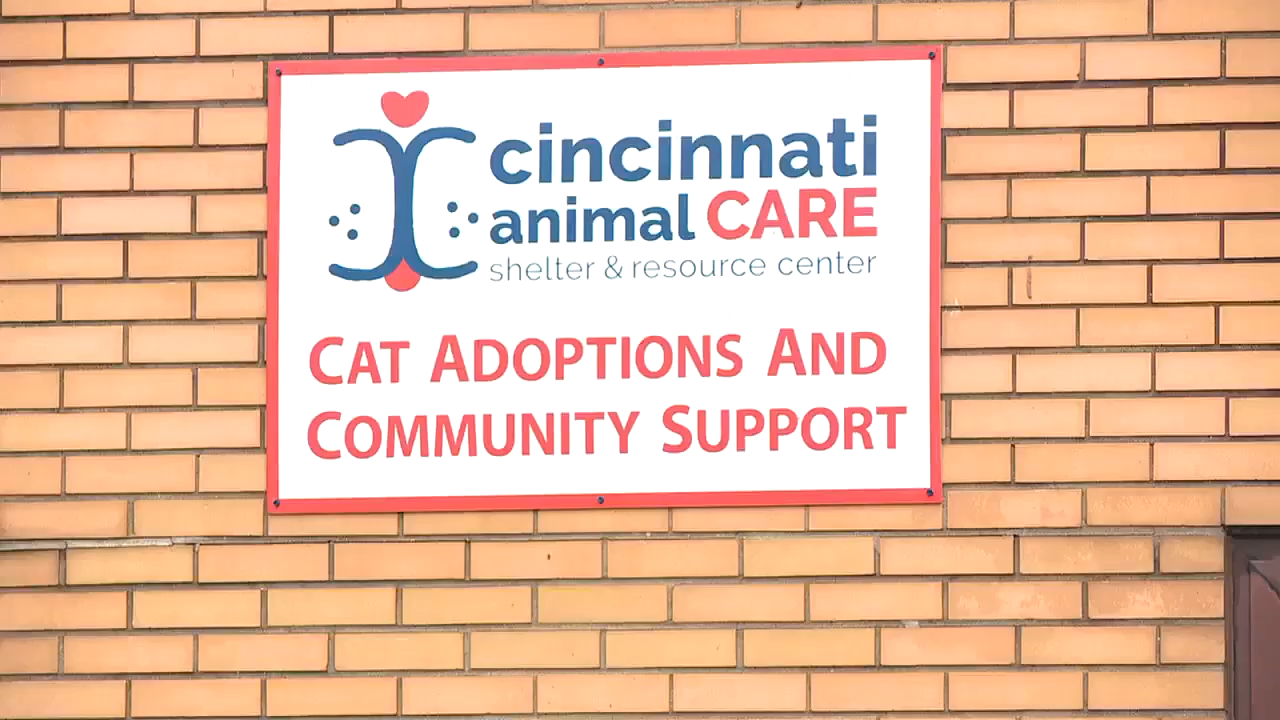 cincinnati
animal CARE
shelter & resource center
CAT ADOPTIONS AND
COMMUNITY SUPPORT